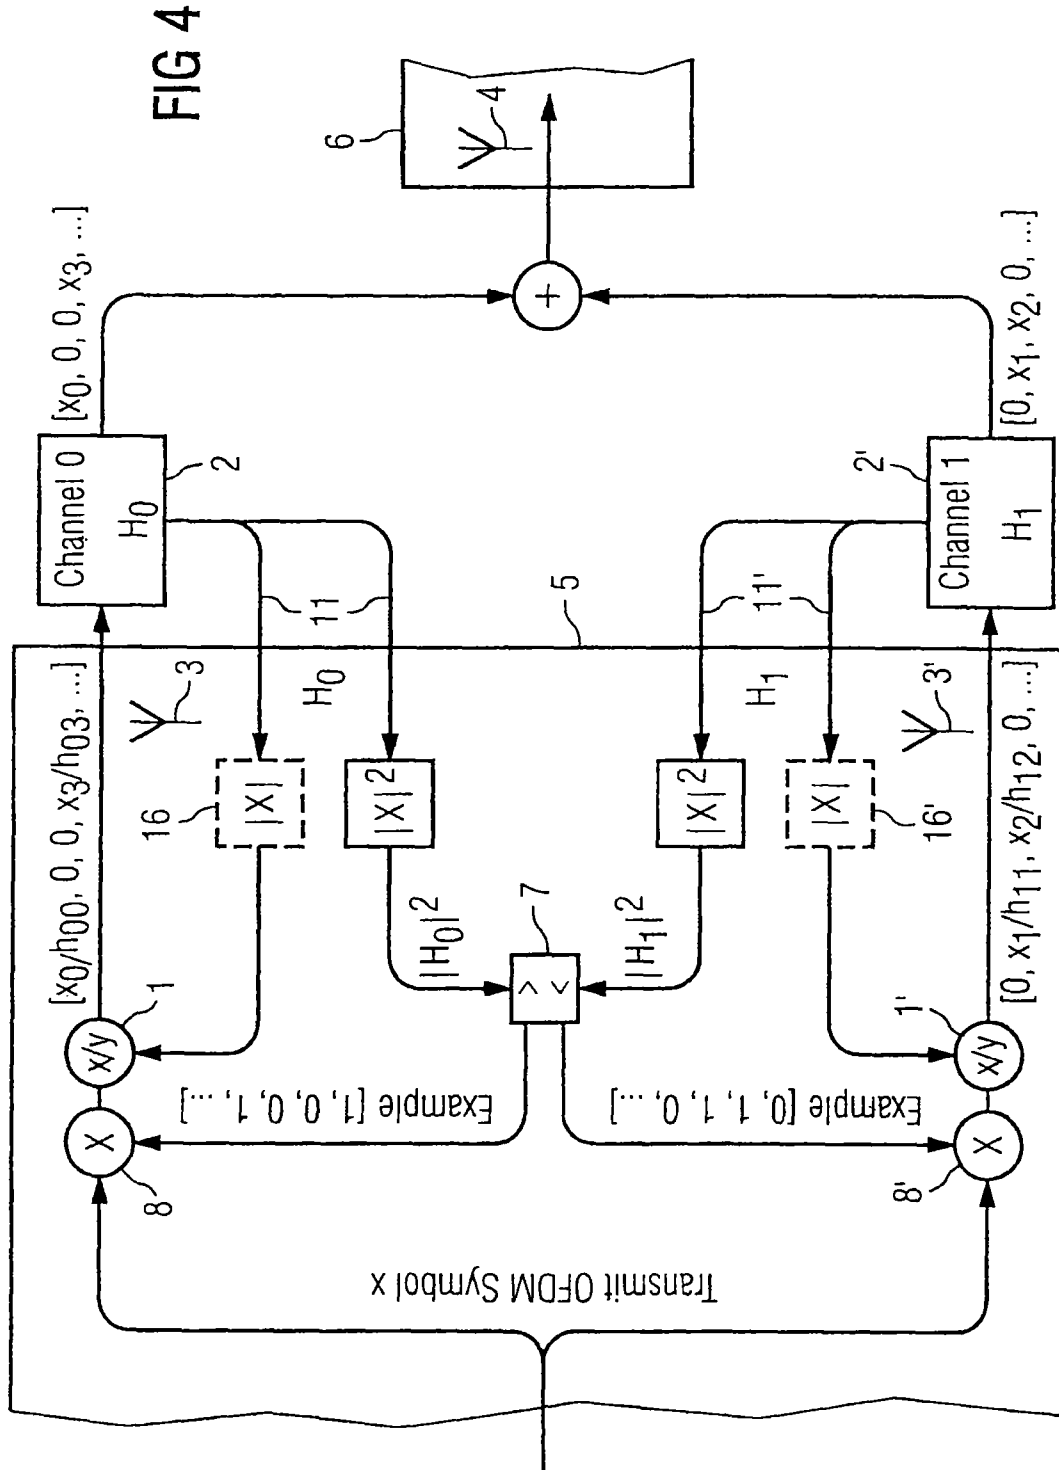 FIG 4
[x0/h00, 0, 0, x3/h03, ...]
Channel 0
H0
[x0, 0, 0, x3, ...]
8
X
x/y
1
3
2
16
|X|
11
H0
|X|²
|H0|²
Example [1, 0, 0, 1, ...]
Transmit OFDM Symbol x
7
> <
5
+
6
4
Example [0, 1, 1, 0, ...]
|H1|²
|X|²
H1
11'
|X|
16'
8'
X
x/y
1'
3'
2'
[0, x1/h11, x2/h12, 0, ...]
Channel 1
H1
[0, x1, x2, 0, ...]